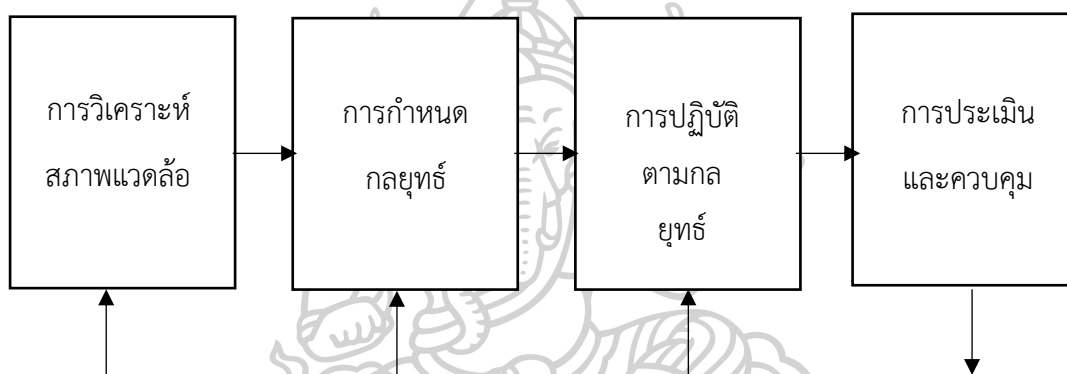 การวิเคราะห์
สภาพแวดล้อ
การกำหนด
กลยุทธ์
การปฏิบัติ
ตามกล
ยุทธ์
การประเมิน
และควบคุม